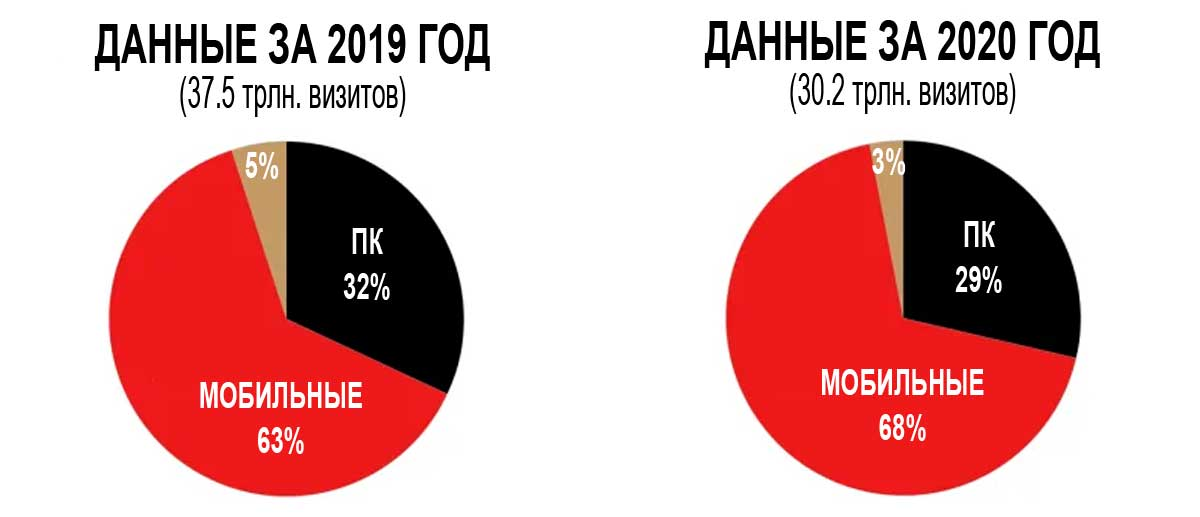 ДАННЫЕ ЗА 2019 ГОД
(37.5 трлн. визитов)
5%
ПК
32%
МОБИЛЬНЫЕ
63%
ДАННЫЕ ЗА 2020 ГОД
(30.2 трлн. визитов)
3%
ПК
29%
МОБИЛЬНЫЕ
68%